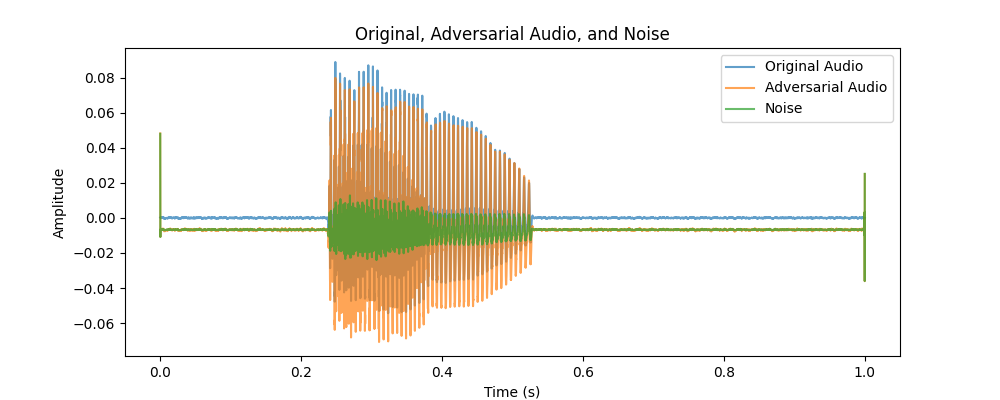 Original, Adversarial Audio, and Noise
Original Audio
Adversarial Audio
Noise
Amplitude
0.08
0.06
0.04
0.02
0.00
−0.02
−0.04
−0.06
0.0 0.2 0.4 0.6 0.8 1.0
Time (s)